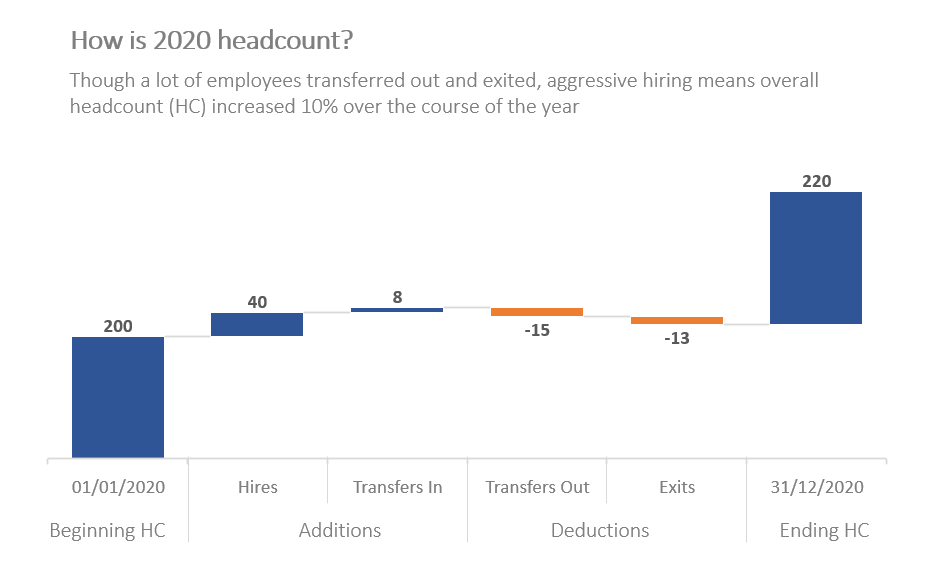 How is 2020 headcount?
Though a lot of employees transferred out and exited, aggressive hiring means overall
headcount (HC) increased 10% over the course of the year
220
40
8
200
-15
-13
01/01/2020 Hires Transfers In Transfers Out Exits 31/12/2020
Beginning HC Additions Deductions Ending HC